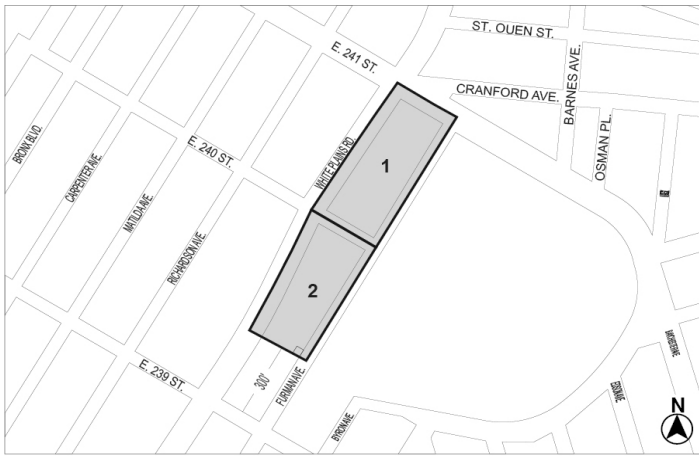 ST. OUEN ST.
E. 241 ST.
CRANFORD AVE.
BARNES AVE.
OSMAN PL.
E. 240 ST.
WHITE PLAINS RD.
1
BRONX BLVD.
CARPENTER AVE.
MATILDA AVE.
RICHARDSON AVE.
2
E. 239 ST.
300'
FURMAN AVE.
BYRON AVE
N